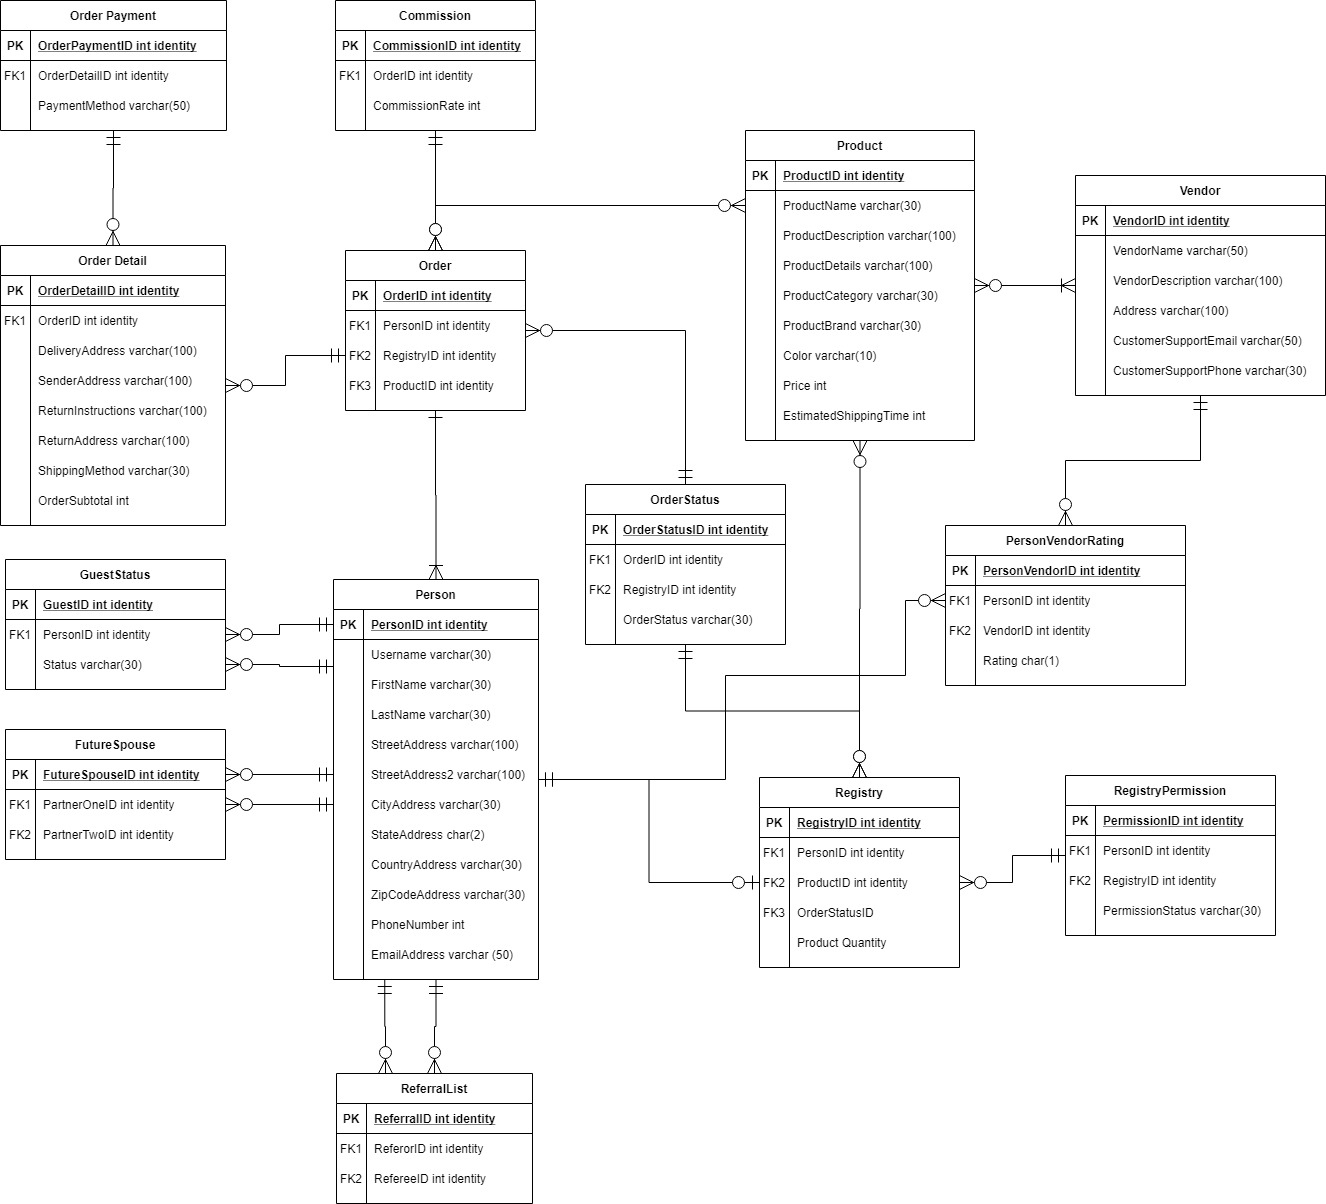 Order Payment
PK OrderPaymentID int identity
FK1 OrderDetailID int identity
PaymentMethod varchar(50)
Commission
PK CommissionID int identity
FK1 OrderID int identity
CommissionRate int
Product
PK ProductID int identity
ProductName varchar(30)
ProductDescription varchar(100)
ProductDetails varchar(100)
ProductCategory varchar(30)
ProductBrand varchar(30)
Color varchar(10)
Price int
EstimatedShippingTime int
Vendor
PK VendorID int identity
VendorName varchar(50)
VendorDescription varchar(100)
Address varchar(100)
CustomerSupportEmail varchar(50)
CustomerSupportPhone varchar(30)
Order Detail
PK OrderDetailID int identity
FK1 OrderID int identity
DeliveryAddress varchar(100)
SenderAddress varchar(100)
ReturnInstructions varchar(100)
ReturnAddress varchar(100)
ShippingMethod varchar(30)
OrderSubtotal int
Order
PK OrderID int identity
FK1 PersonID int identity
FK2 RegistryID int identity
FK3 ProductID int identity
OrderStatus
PK OrderStatusID int identity
FK1 OrderID int identity
FK2 RegistryID int identity
OrderStatus varchar(30)
PersonVendorRating
PK PersonVendorID int identity
FK1 PersonID int identity
FK2 VendorID int identity
Rating char(1)
GuestStatus
PK GuestID int identity
FK1 PersonID int identity
Status varchar(30)
Person
PK PersonID int identity
Username varchar(30)
FirstName varchar(30)
LastName varchar(30)
StreetAddress varchar(100)
StreetAddress2 varchar(100)
CityAddress varchar(30)
StateAddress char(2)
CountryAddress varchar(30)
ZipCodeAddress varchar(30)
PhoneNumber int
EmailAddress varchar (50)
FutureSpouse
PK FutureSpouseID int identity
FK1 PartnerOneID int identity
FK2 PartnerTwoID int identity
Registry
PK RegistryID int identity
FK1 PersonID int identity
FK2 ProductID int identity
FK3 OrderStatusID
Product Quantity
RegistryPermission
PK PermissionID int identity
FK1 PersonID int identity
FK2 RegistryID int identity
PermissionStatus varchar(30)
ReferralList
PK ReferralID int identity
FK1 ReferorID int identity
FK2 RefereeID int identity